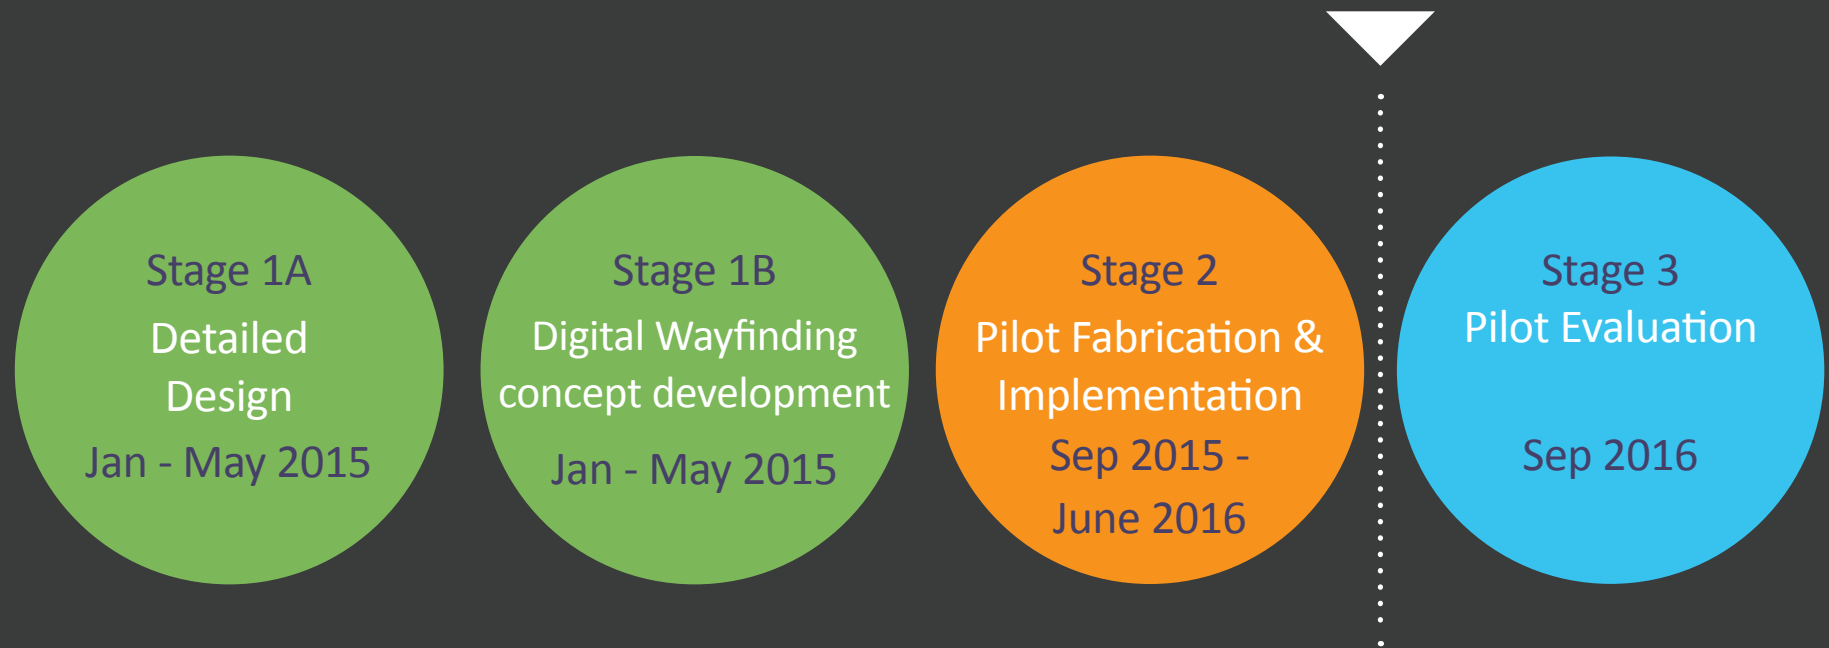 Stage 1A
Detailed
Design
Jan - May 2015
Stage 1B
Digital Wayfinding
concept development
Jan - May 2015
Stage 2
Pilot Fabrication &
Implementation
Sep 2015 -
June 2016
Stage 3
Pilot Evaluation
Sep 2016